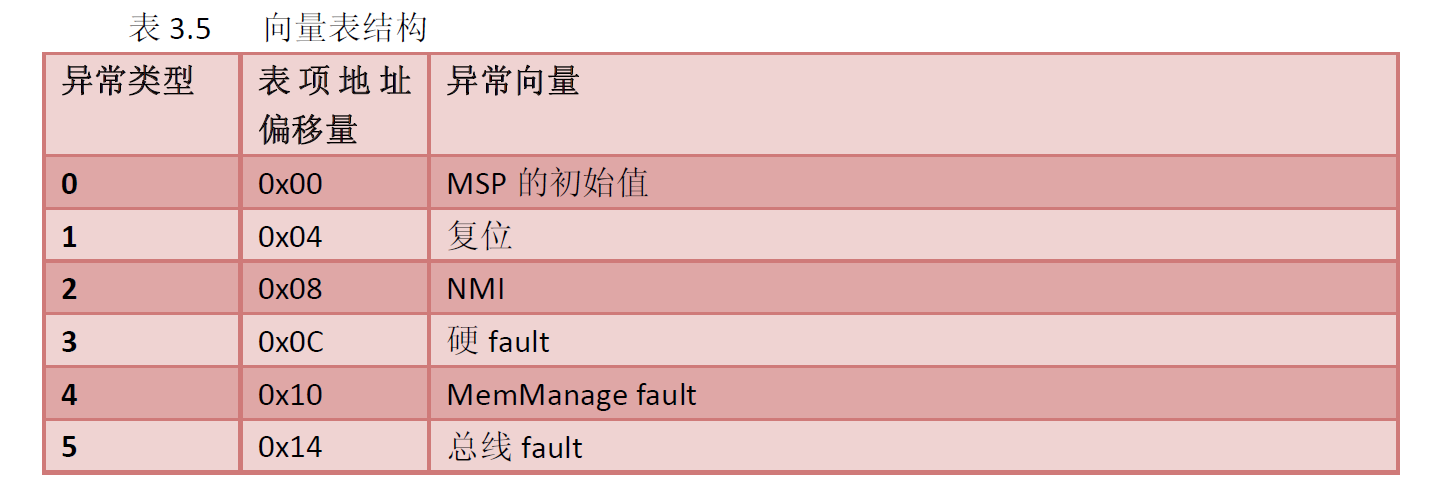 表 3.5 向量表结构
异常类型 表项地址 异常向量
偏移量
0 0x00 MSP 的初始值
1 0x04 复位
2 0x08 NMI
3 0x0C 硬 fault
4 0x10 MemManage fault
5 0x14 总线 fault